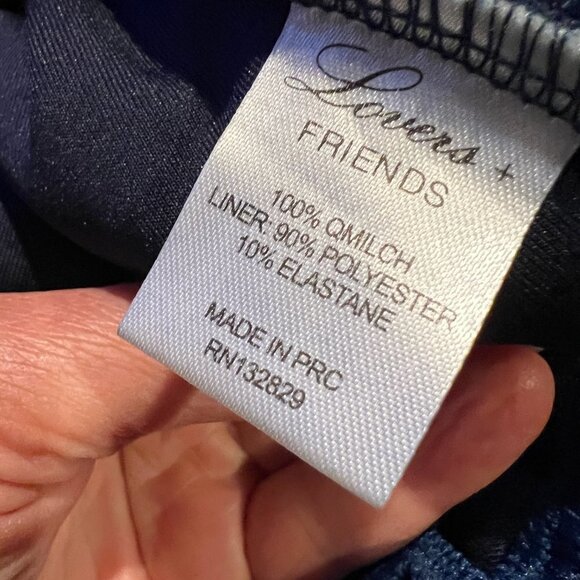 Lovers +
FRIENDS
100% QMILCH
LINER: 90% POLYESTER
10% ELASTANE
MADE IN PRC
RN132829